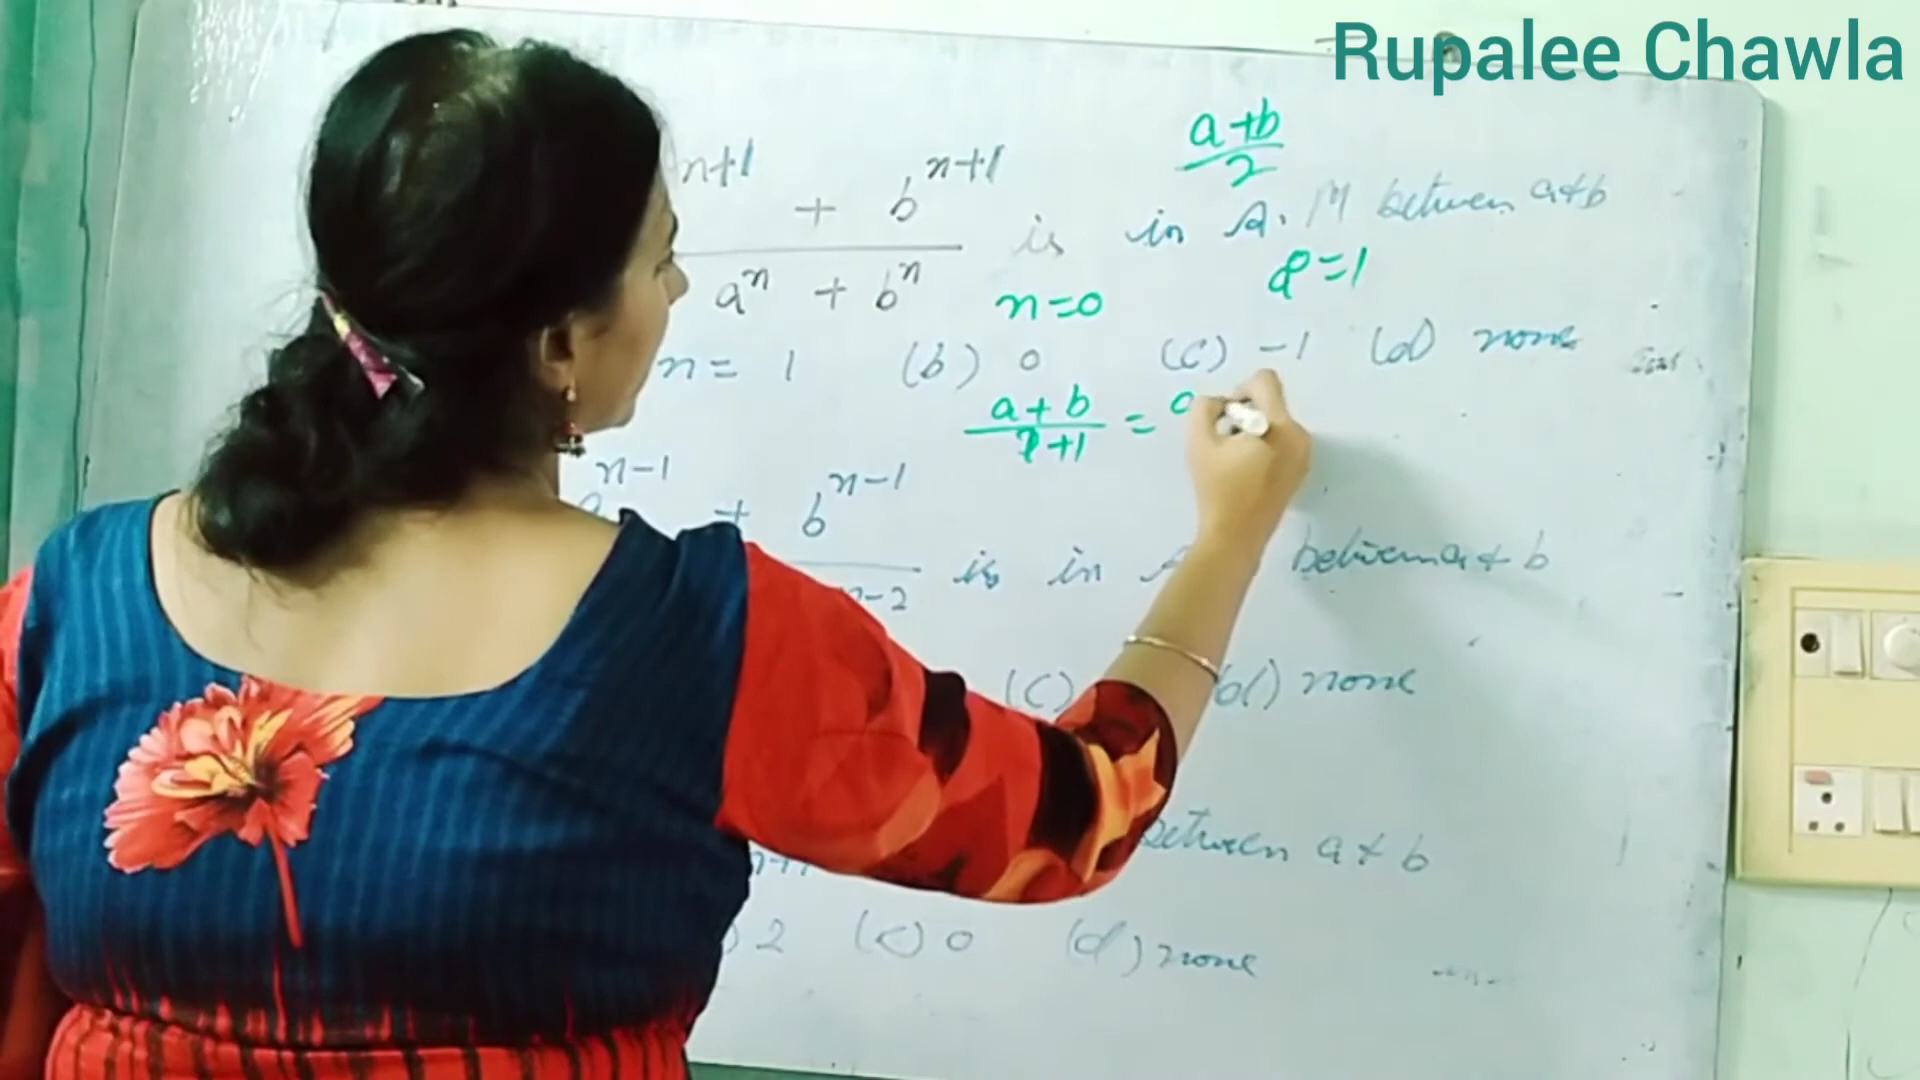 Rupalee Chawla
a+b
2
n+1 + b^{n+1} is in A.M between a & b
a^n + b^n
n=0
=1
n = 1 (b) 0 (c) -1 (d) none
a + b =
+1
n-1 + b^{n-1} is in between a & b
n-2
(c) none
between a & b
2 (c) 0 (d) none